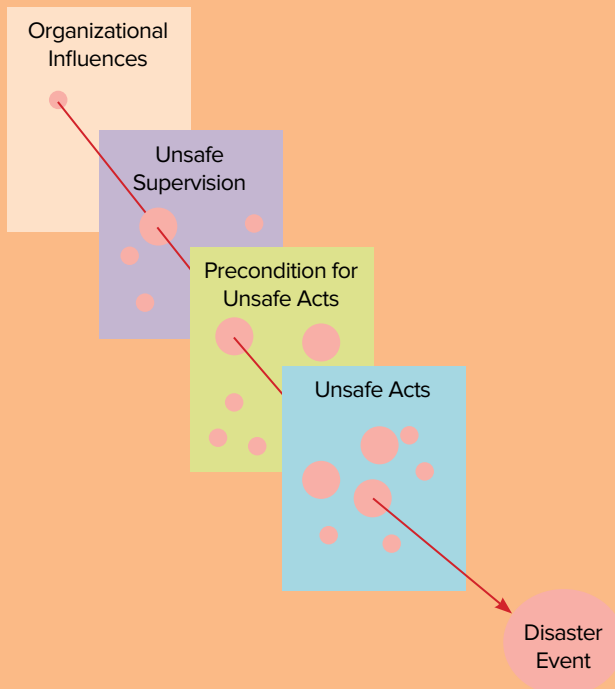 Organizational
Influences
Unsafe
Supervision
Precondition for
Unsafe Acts
Unsafe Acts
Disaster
Event